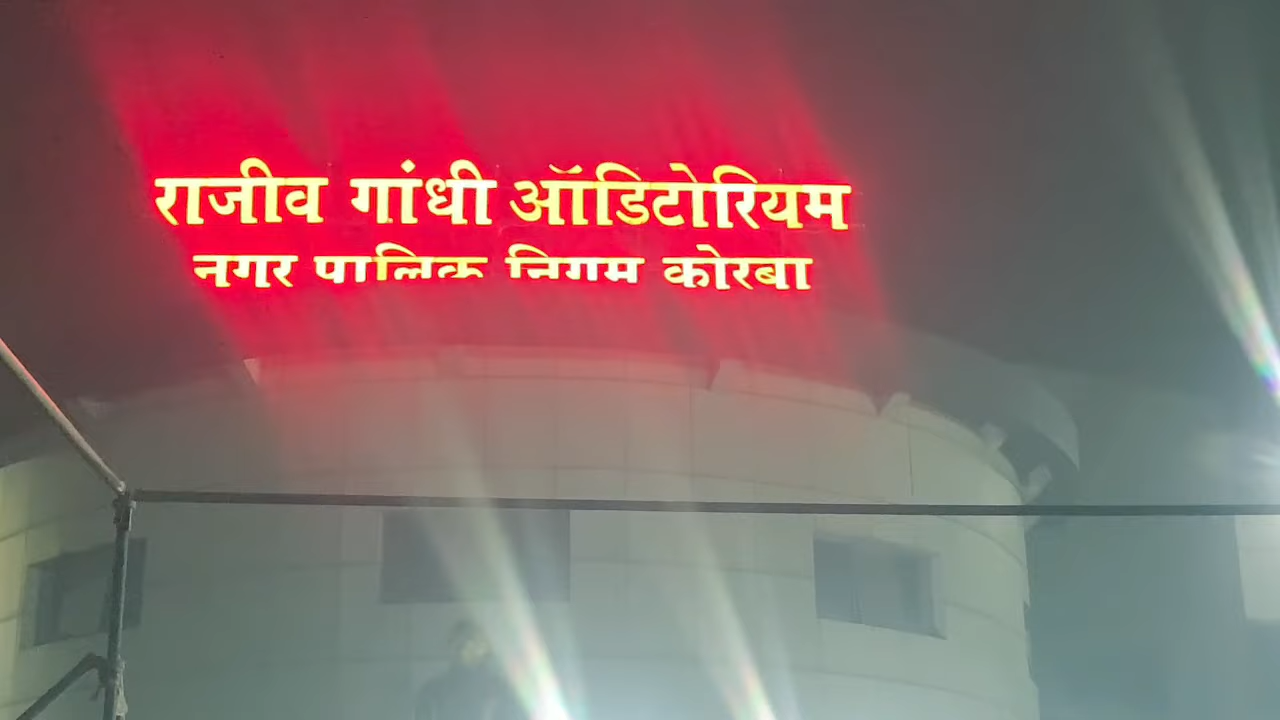 राजीव गांधी ऑडिटोरियम
नगर पालिक निगम कोरबा